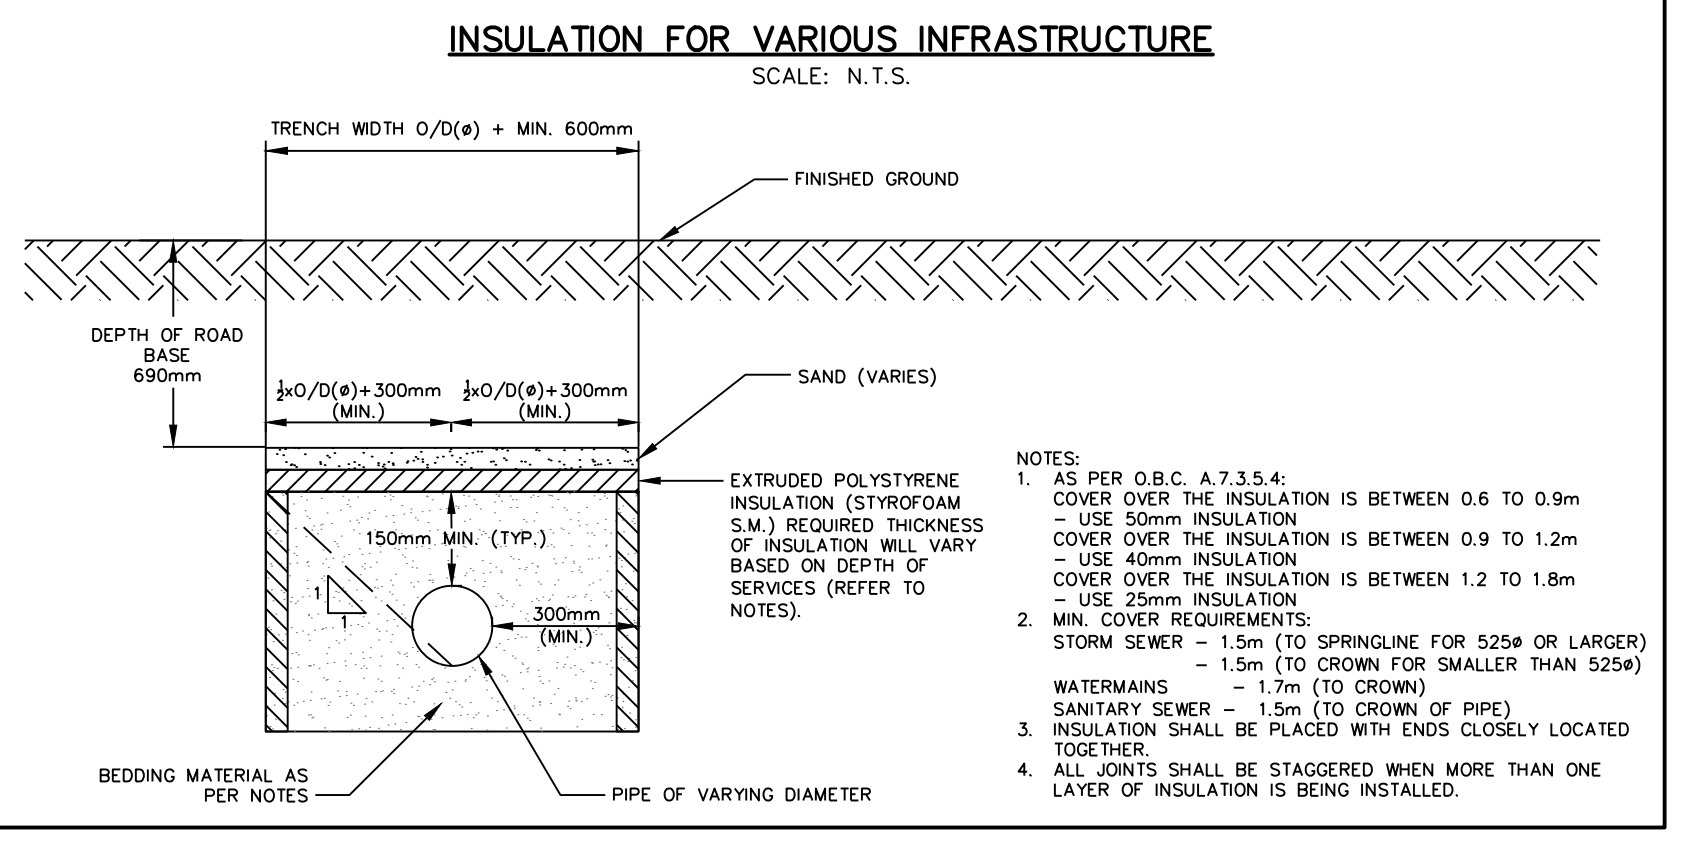 INSULATION FOR VARIOUS INFRASTRUCTURE
SCALE: N.T.S.
TRENCH WIDTH O/D(ø) + MIN. 600mm
FINISHED GROUND
DEPTH OF ROAD
BASE
690mm
½xO/D(ø)+300mm
(MIN.)
½xO/D(ø)+300mm
(MIN.)
SAND (VARIES)
EXTRUDED POLYSTYRENE
INSULATION (STYROFOAM
S.M.) REQUIRED THICKNESS
OF INSULATION WILL VARY
BASED ON DEPTH OF
SERVICES (REFER TO
NOTES).
150mm MIN. (TYP.)
1
1
300mm
(MIN.)
BEDDING MATERIAL AS
PER NOTES
PIPE OF VARYING DIAMETER
NOTES:
1. AS PER O.B.C. A.7.3.5.4:
COVER OVER THE INSULATION IS BETWEEN 0.6 TO 0.9m
- USE 50mm INSULATION
COVER OVER THE INSULATION IS BETWEEN 0.9 TO 1.2m
- USE 40mm INSULATION
COVER OVER THE INSULATION IS BETWEEN 1.2 TO 1.8m
- USE 25mm INSULATION
2. MIN. COVER REQUIREMENTS:
STORM SEWER - 1.5m (TO SPRINGLINE FOR 525ø OR LARGER)
- 1.5m (TO CROWN FOR SMALLER THAN 525ø)
WATERMAINS - 1.7m (TO CROWN)
SANITARY SEWER - 1.5m (TO CROWN OF PIPE)
3. INSULATION SHALL BE PLACED WITH ENDS CLOSELY LOCATED
TOGETHER.
4. ALL JOINTS SHALL BE STAGGERED WHEN MORE THAN ONE
LAYER OF INSULATION IS BEING INSTALLED.